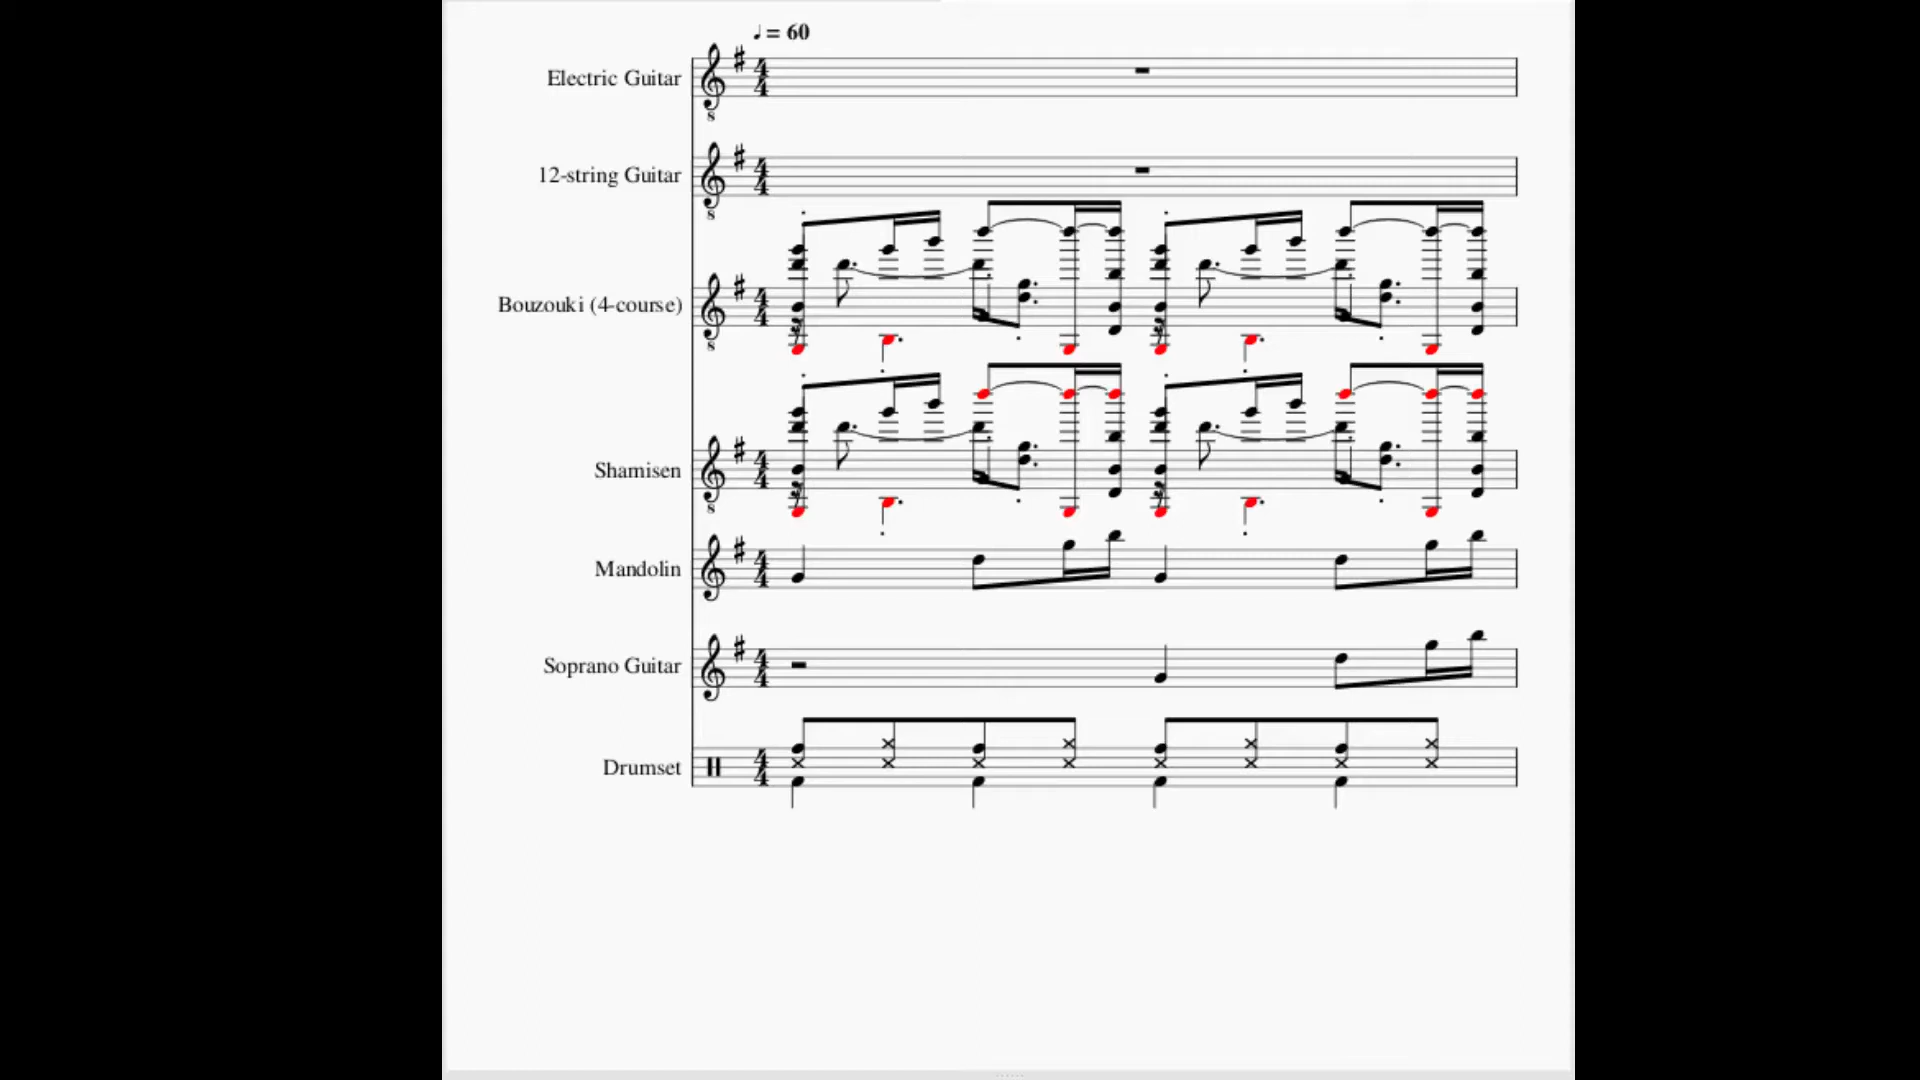 ♩ = 60
Electric Guitar
12-string Guitar
Bouzouki (4-course)
Shamisen
Mandolin
Soprano Guitar
Drumset